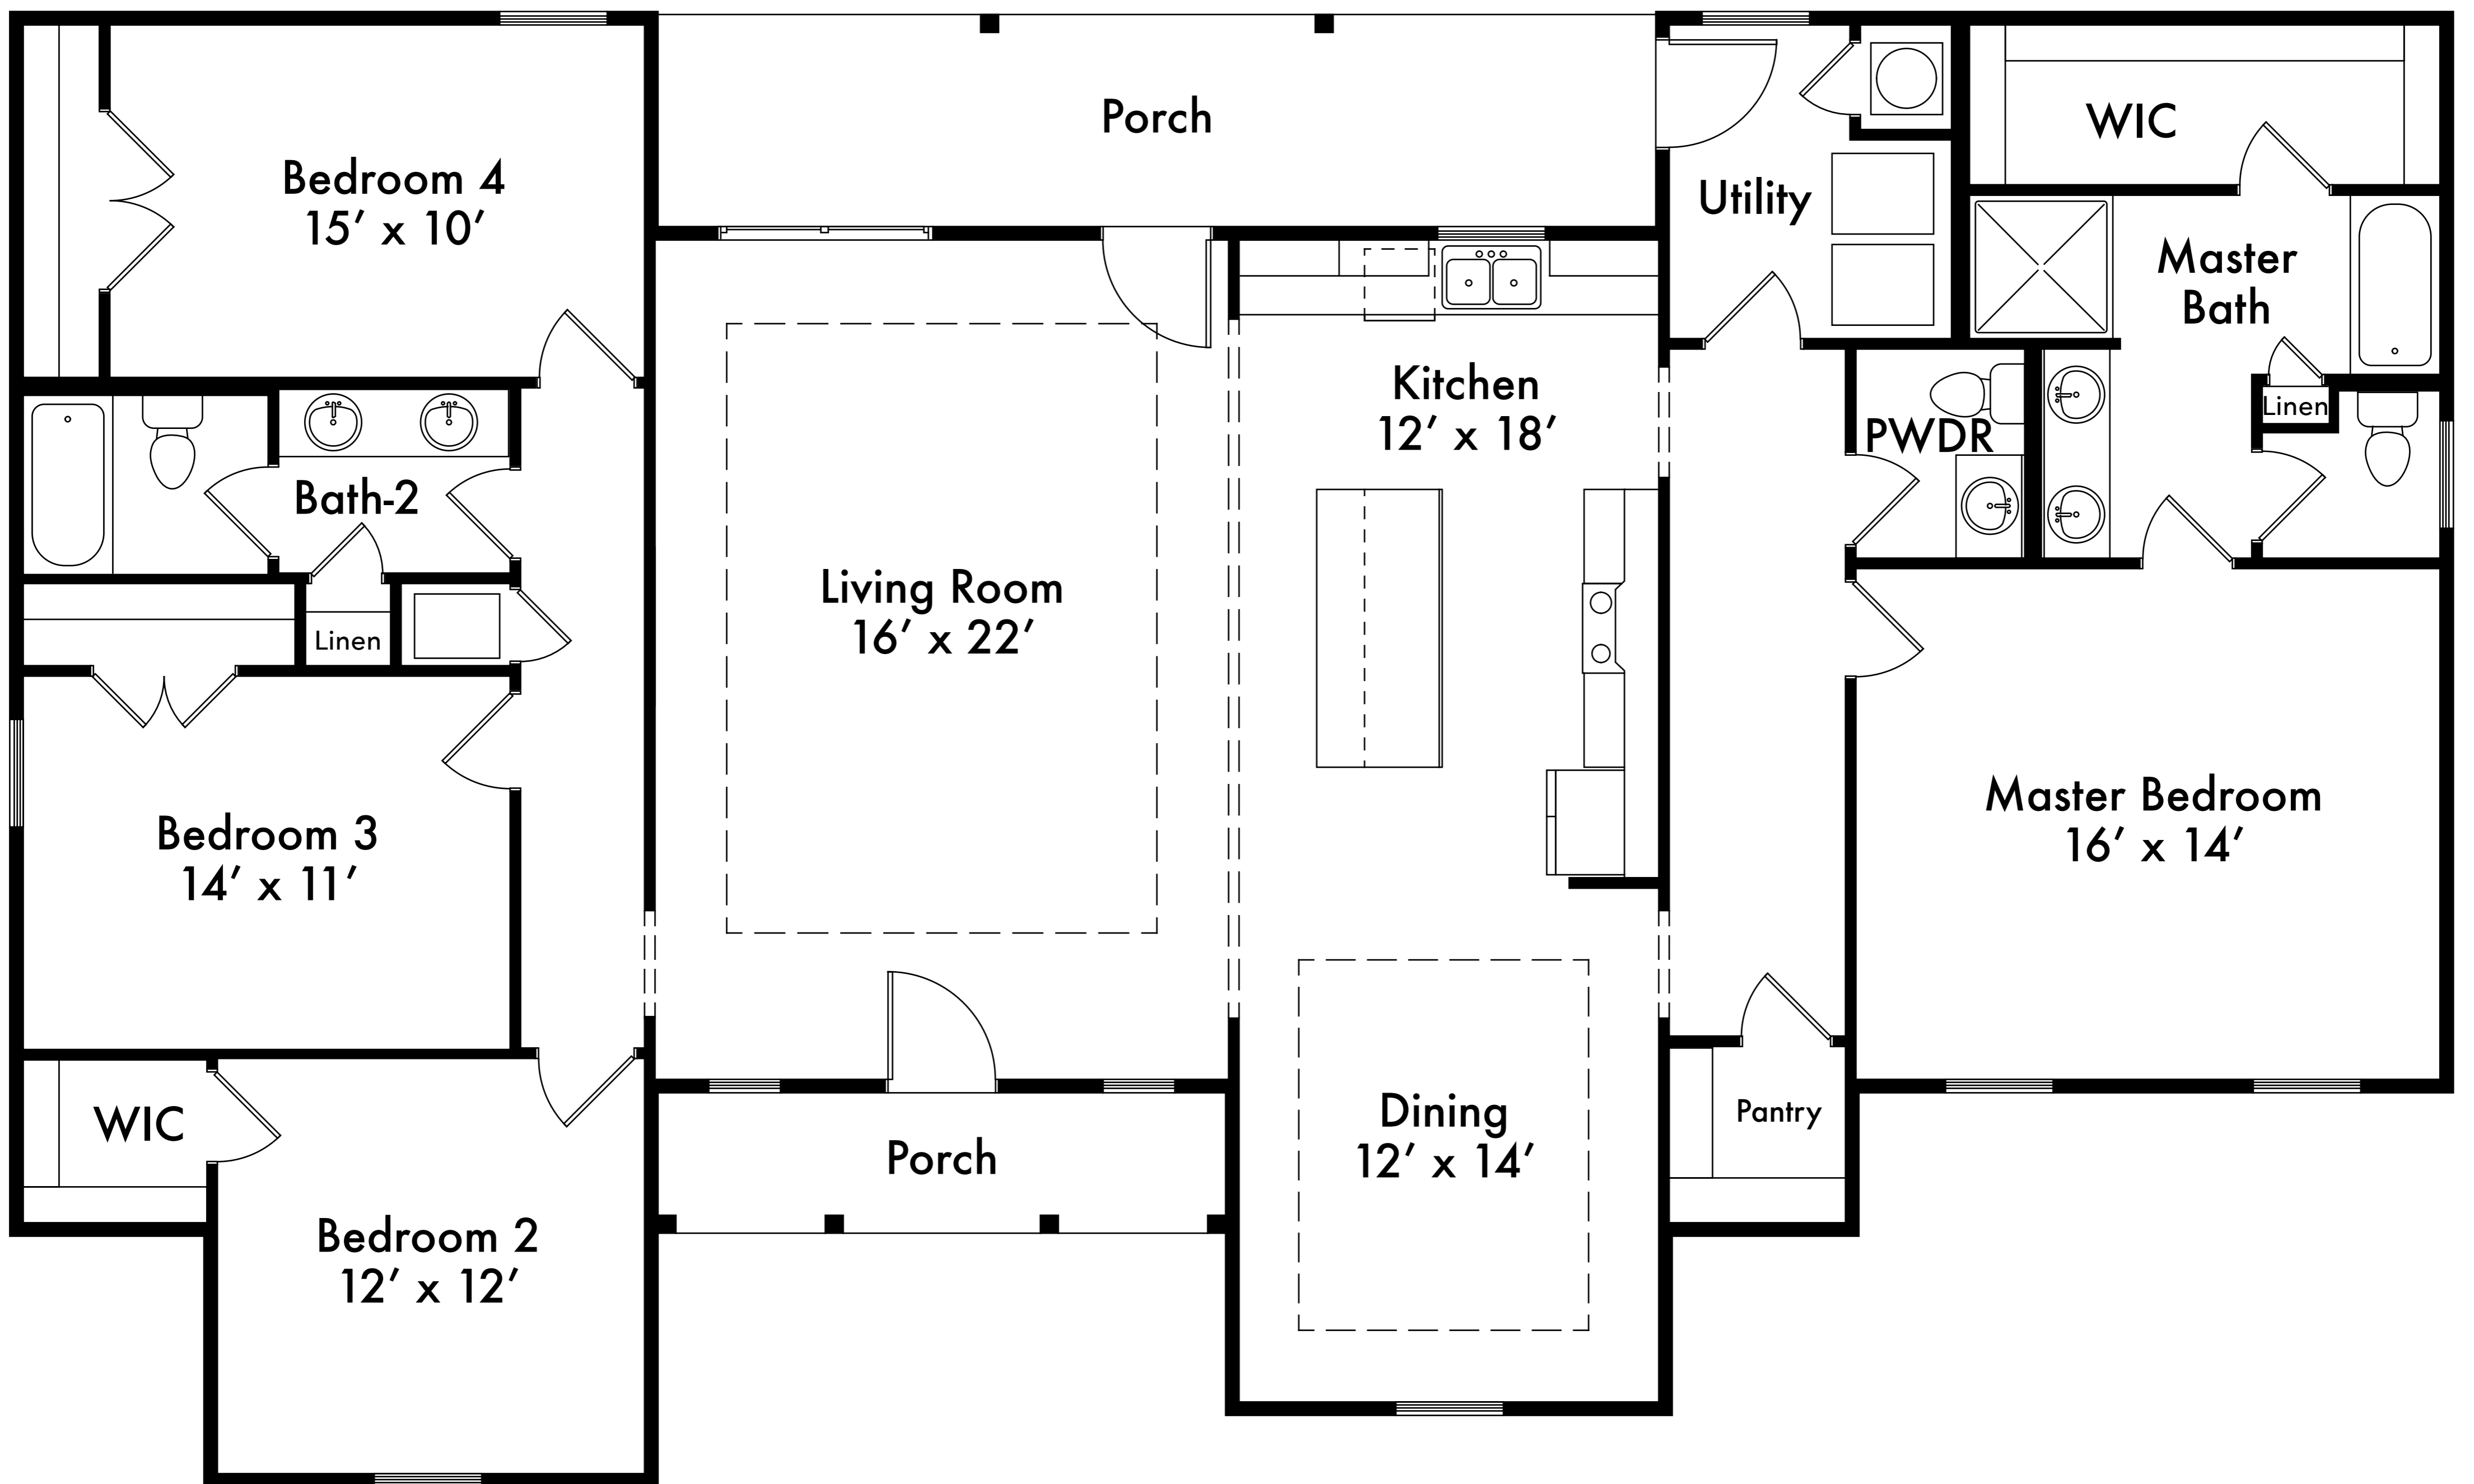 Porch
WIC
Bedroom 4
15′ x 10′
Utility
Master
Bath
Kitchen
12′ x 18′
Linen
PWDR
Bath-2
Living Room
16′ x 22′
Linen
Master Bedroom
16′ x 14′
Bedroom 3
14′ x 11′
WIC
Porch
Dining
12′ x 14′
Pantry
Bedroom 2
12′ x 12′